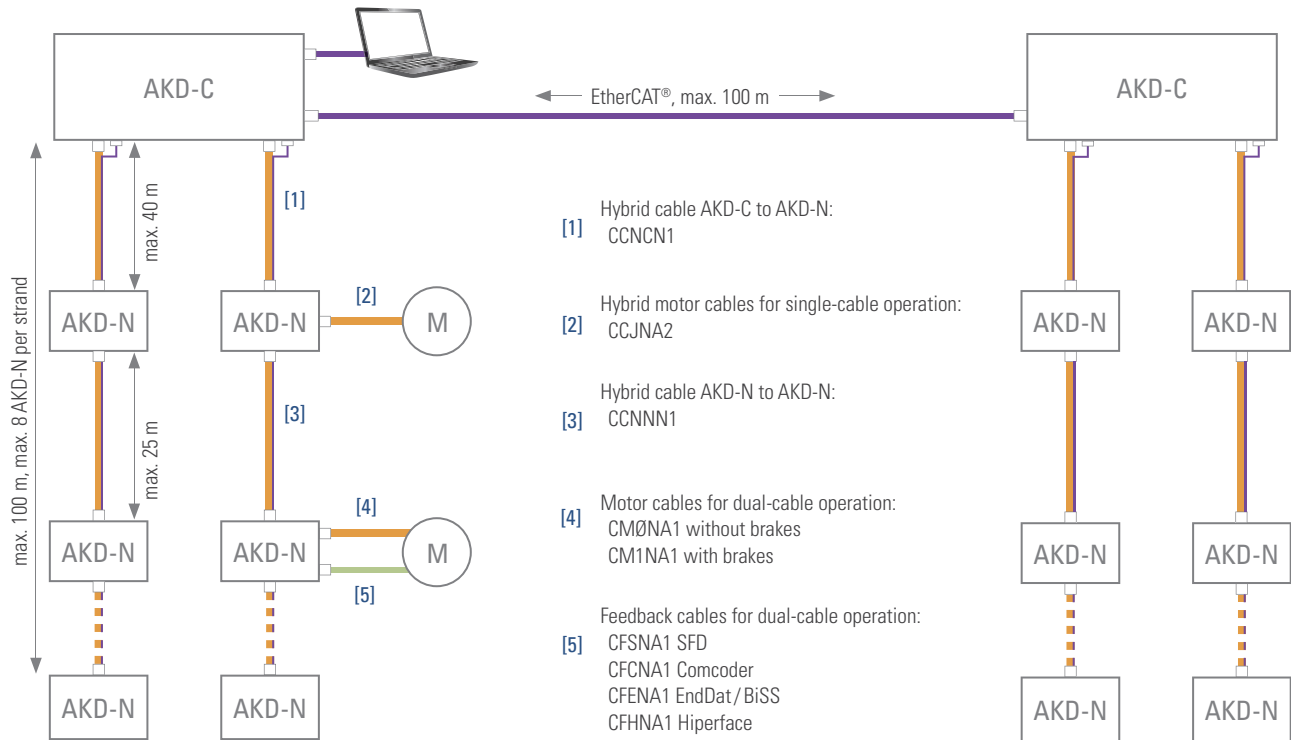 AKD-C
EtherCAT®, max. 100 m
AKD-C
max. 100 m, max. 8 AKD-N per strand
max. 40 m
[1]
[1] Hybrid cable AKD-C to AKD-N:
CCNCN1
AKD-N
AKD-N
[2]
M
[2] Hybrid motor cables for single-cable operation:
CCJNA2
AKD-N
AKD-N
max. 25 m
[3]
[3] Hybrid cable AKD-N to AKD-N:
CCNNN1
AKD-N
AKD-N
[4]
[5]
M
[4] Motor cables for dual-cable operation:
CMØNA1 without brakes
CM1NA1 with brakes
AKD-N
AKD-N
[5] Feedback cables for dual-cable operation:
CFSNA1 SFD
CFCNA1 Comcoder
CFENA1 EndDat / BiSS
CFHNA1 Hiperface
AKD-N
AKD-N
AKD-N
AKD-N